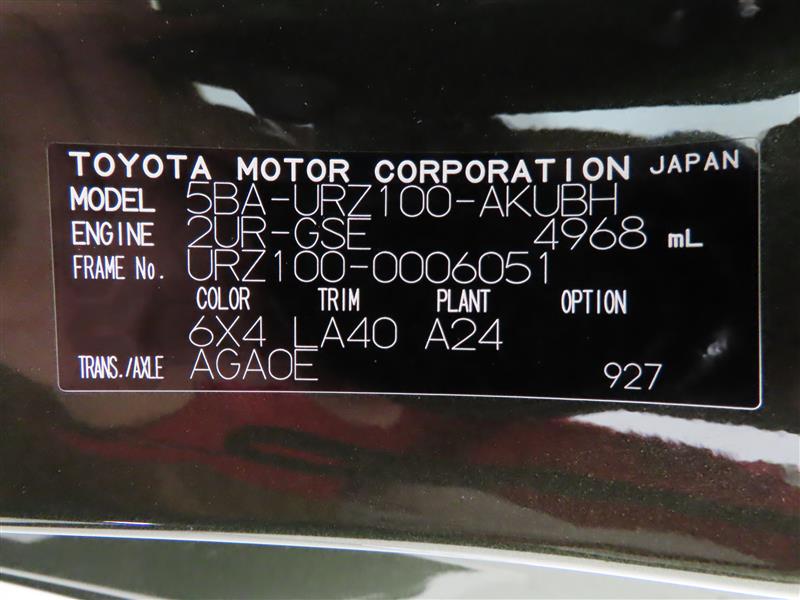 TOYOTA MOTOR CORPORATION JAPAN
MODEL 5BA-URZ100-AKUBH
ENGINE 2UR-GSE 4968 mL
FRAME No. URZ100-0006051
COLOR TRIM PLANT OPTION
6X4 LA40 A24
TRANS./AXLE AGA0E 927